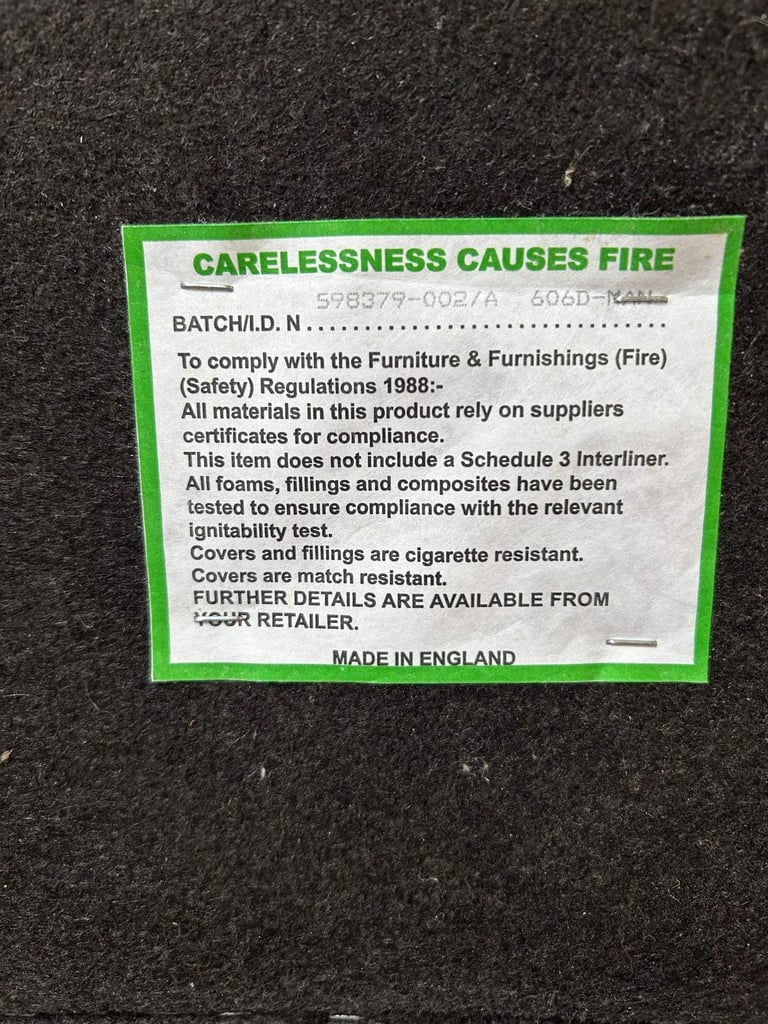 CARELESSNESS CAUSES FIRE
598379-002/A 606D-MAN
BATCH/I.D. N..............................
To comply with the Furniture & Furnishings (Fire)
(Safety) Regulations 1988:-
All materials in this product rely on suppliers
certificates for compliance.
This item does not include a Schedule 3 Interliner.
All foams, fillings and composites have been
tested to ensure compliance with the relevant
ignitability test.
Covers and fillings are cigarette resistant.
Covers are match resistant.
FURTHER DETAILS ARE AVAILABLE FROM
YOUR RETAILER.
MADE IN ENGLAND